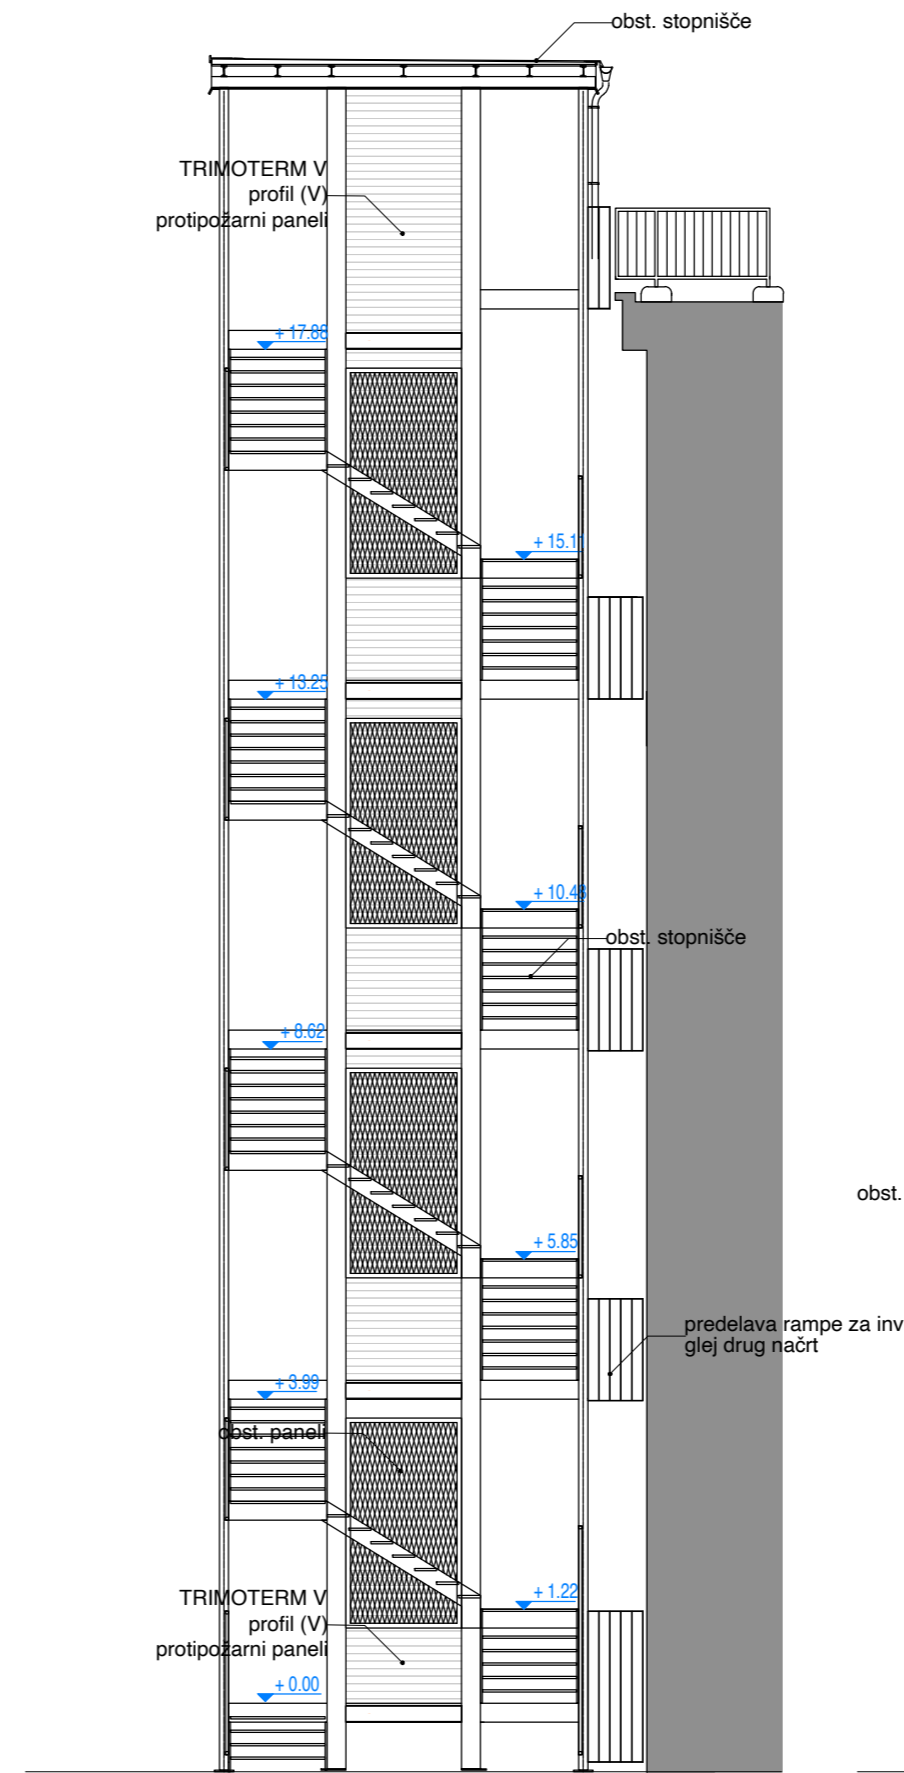 obst. stopnišče
TRIMOTERM V
profil (V)
protipožarni paneli
+ 17.88
+ 15.11
+ 13.25
+ 10.48
obst. stopnišče
+ 8.62
obst.
+ 5.85
predelava rampe za inv
glej drug načrt
+ 3.99
obst. paneli
+ 1.22
TRIMOTERM V
profil (V)
protipožarni paneli
+ 0.00